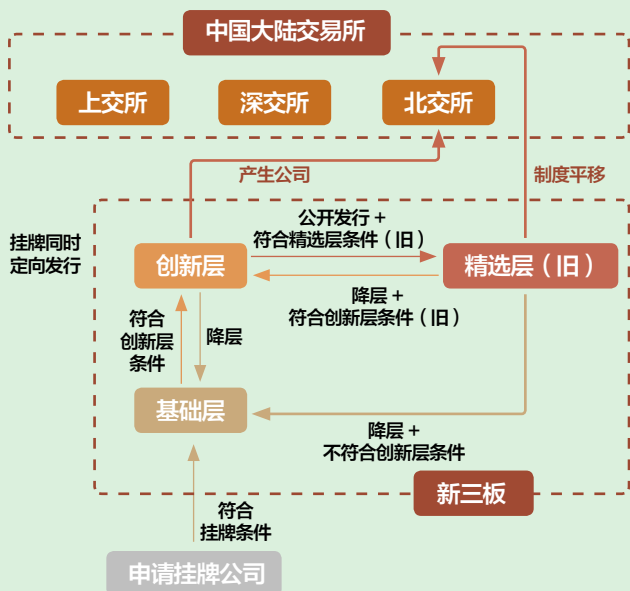 中国大陆交易所
上交所
深交所
北交所
产生公司
制度平移
挂牌同时
定向发行
公开发行 +
符合精选层条件（旧）
创新层
精选层（旧）
降层 +
符合创新层条件（旧）
符合
创新层
条件
降层
基础层
降层 +
不符合创新层条件
新三板
符合
挂牌条件
申请挂牌公司